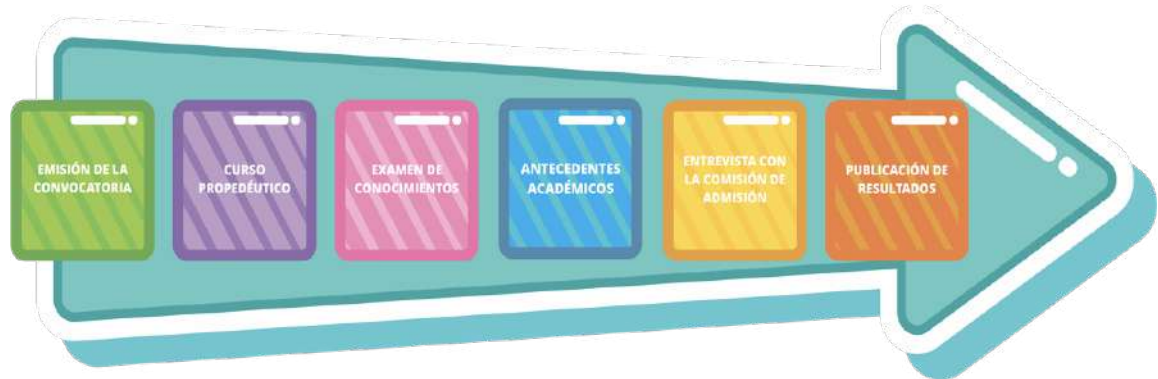 EMISIÓN DE LA
CONVOCATORIA
CURSO
PROPEDÉUTICO
EXAMEN DE
CONOCIMIENTOS
ANTECEDENTES
ACADÉMICOS
ENTREVISTA CON
LA COMISIÓN DE
ADMISIÓN
PUBLICACIÓN DE
RESULTADOS